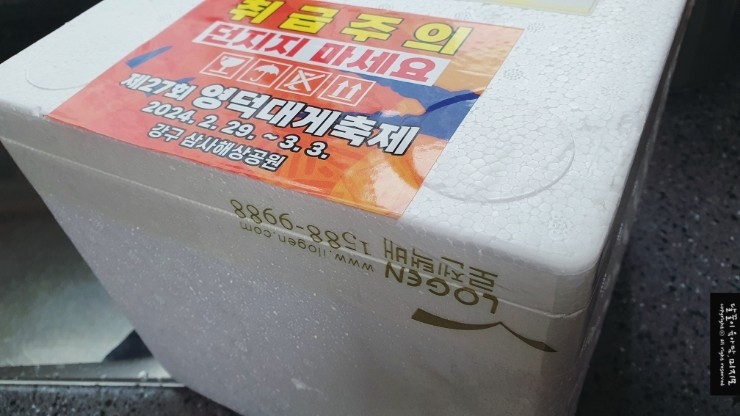 취급주의
던지지 마세요
제27회 영덕대게축제
2024. 2. 29. ~ 3. 3.
강구 삼사해상공원
LOGEN
로젠택배 1588-9988
www.ilogen.com